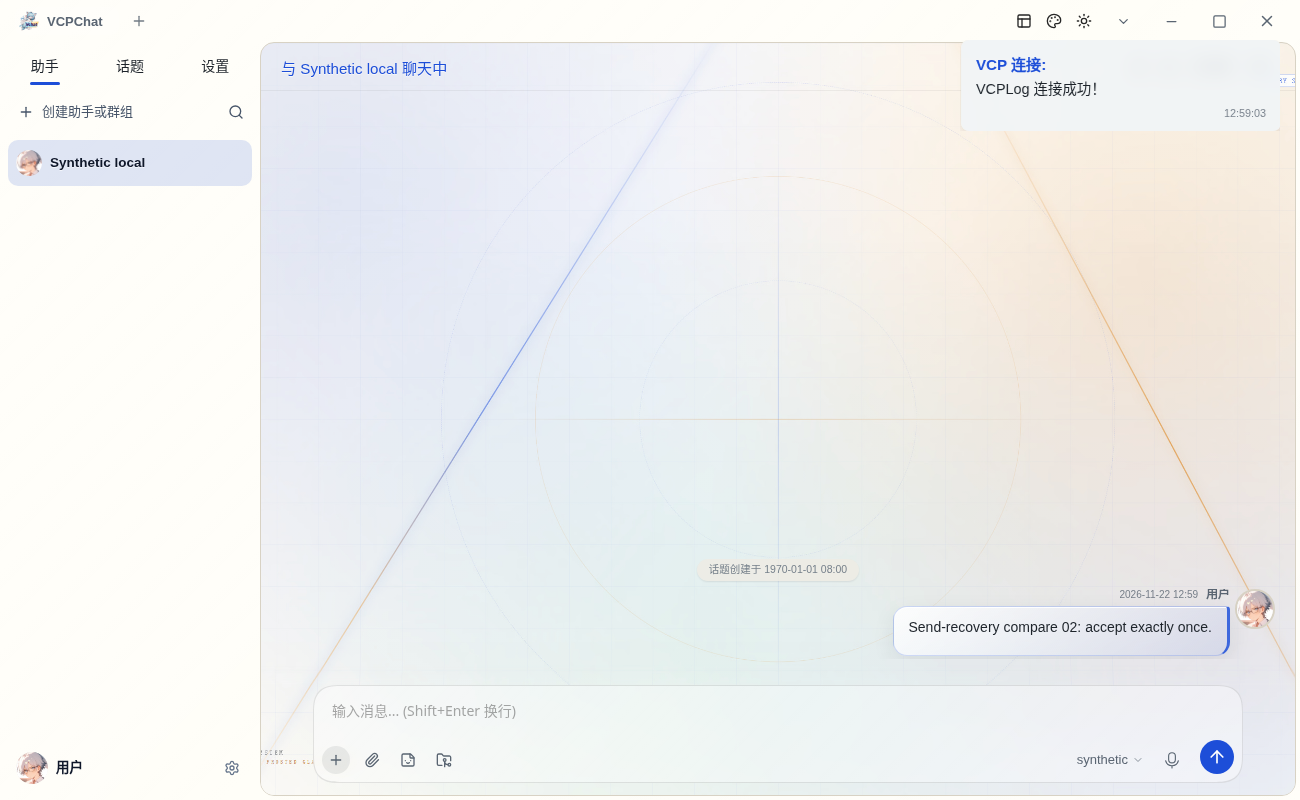 VCPChat
助手 话题 设置
创建助手或群组
Synthetic local
用户
与 Synthetic local 聊天中
VCP 连接:
VCPLog 连接成功!
12:59:03
话题创建于 1970-01-01 08:00
2026-11-22 12:59 用户
Send-recovery compare 02: accept exactly once.
输入消息... (Shift+Enter 换行)
synthetic